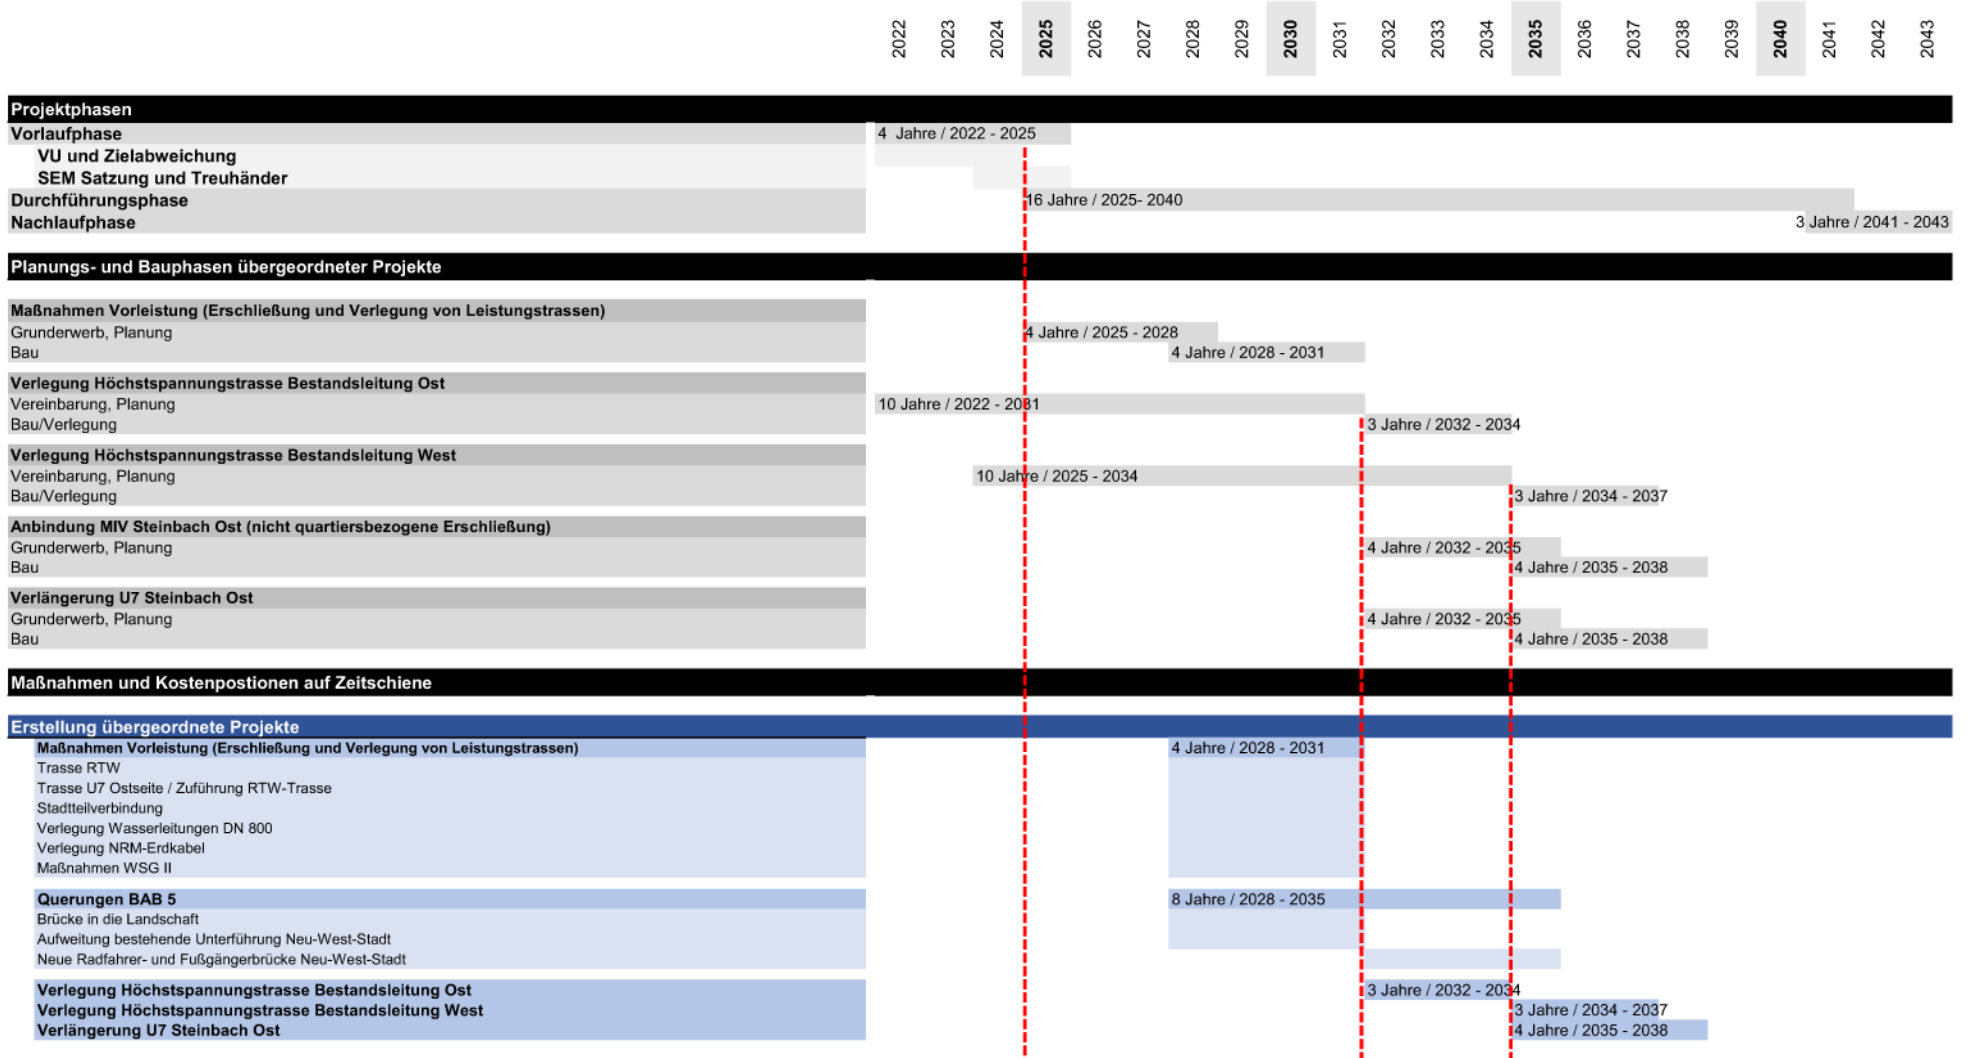 2022 2023 2024 2025 2026 2027 2028 2029 2030 2031 2032 2033 2034 2035 2036 2037 2038 2039 2040 2041 2042 2043
Projektphasen
Vorlaufphase 4 Jahre / 2022 - 2025
VU und Zielabweichung
SEM Satzung und Treuhänder
Durchführungsphase 16 Jahre / 2025- 2040
Nachlaufphase 3 Jahre / 2041 - 2043
Planungs- und Bauphasen übergeordneter Projekte
Maßnahmen Vorleistung (Erschließung und Verlegung von Leistungstrassen)
Grunderwerb, Planung 4 Jahre / 2025 - 2028
Bau 4 Jahre / 2028 - 2031
Verlegung Höchstspannungstrasse Bestandsleitung Ost
Vereinbarung, Planung 10 Jahre / 2022 - 2031
Bau/Verlegung 3 Jahre / 2032 - 2034
Verlegung Höchstspannungstrasse Bestandsleitung West
Vereinbarung, Planung 10 Jahre / 2025 - 2034
Bau/Verlegung 3 Jahre / 2034 - 2037
Anbindung MIV Steinbach Ost (nicht quartiersbezogene Erschließung)
Grunderwerb, Planung 4 Jahre / 2032 - 2035
Bau 4 Jahre / 2035 - 2038
Verlängerung U7 Steinbach Ost
Grunderwerb, Planung 4 Jahre / 2032 - 2035
Bau 4 Jahre / 2035 - 2038
Maßnahmen und Kostenpostionen auf Zeitschiene
Erstellung übergeordnete Projekte
Maßnahmen Vorleistung (Erschließung und Verlegung von Leistungstrassen) 4 Jahre / 2028 - 2031
Trasse RTW
Trasse U7 Ostseite / Zuführung RTW-Trasse
Stadtteilverbindung
Verlegung Wasserleitungen DN 800
Verlegung NRM-Erdkabel
Maßnahmen WSG II
Querungen BAB 5 8 Jahre / 2028 - 2035
Brücke in die Landschaft
Aufweitung bestehende Unterführung Neu-West-Stadt
Neue Radfahrer- und Fußgängerbrücke Neu-West-Stadt
Verlegung Höchstspannungstrasse Bestandsleitung Ost 3 Jahre / 2032 - 2034
Verlegung Höchstspannungstrasse Bestandsleitung West 3 Jahre / 2034 - 2037
Verlängerung U7 Steinbach Ost 4 Jahre / 2035 - 2038